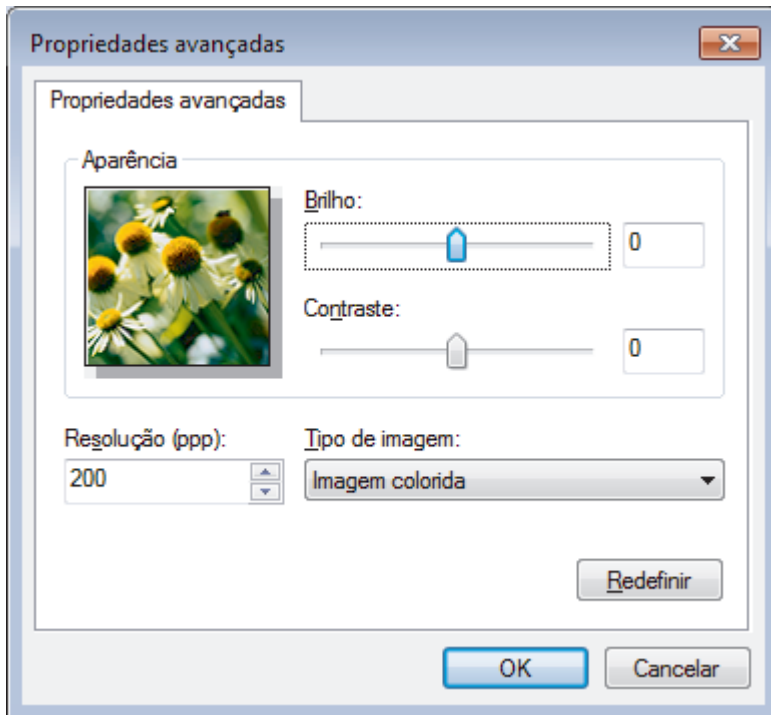 Propriedades avançadas
Propriedades avançadas
Aparência
Brilho:
0
Contraste:
0
Resolução (ppp):
200
Tipo de imagem:
Imagem colorida
Redefinir
OK
Cancelar